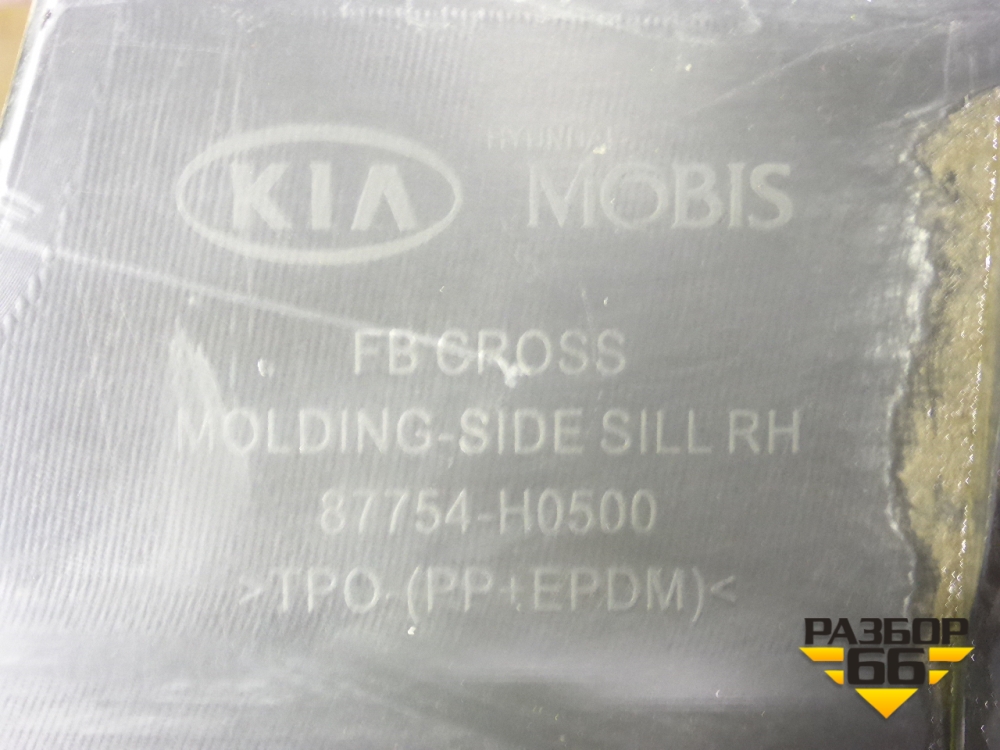 KIA
HYUNDAI
MOBIS
FB CROSS
MOLDING-SIDE SILL RH
87754-H0500
>TPO (PP+EPDM)<
РАЗБОР
66